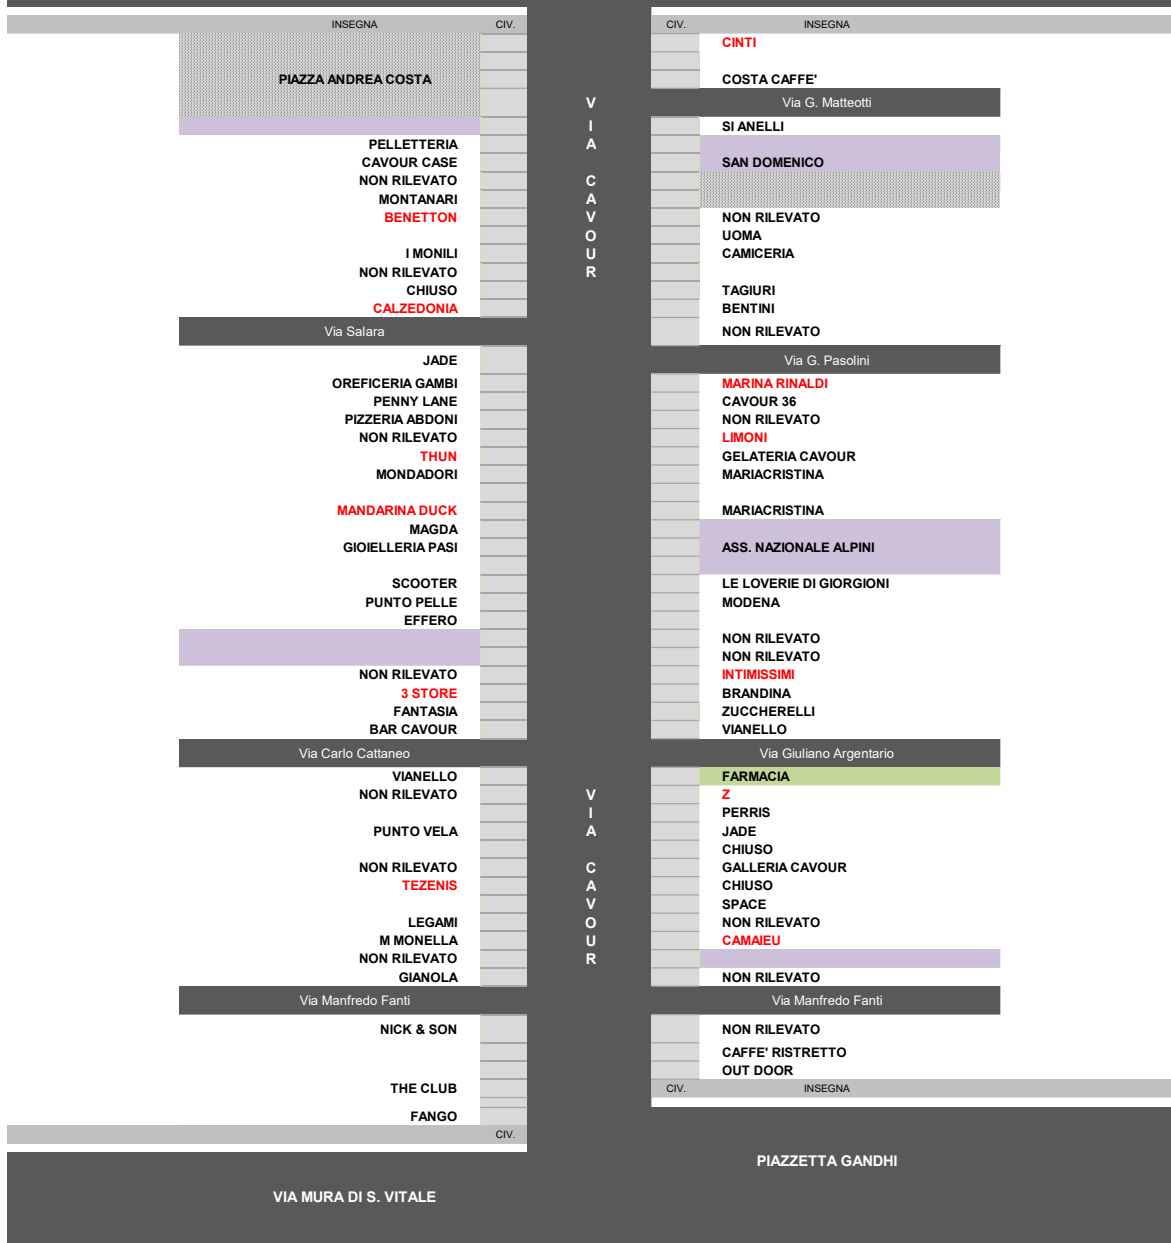 INSEGNA CIV. CIV. INSEGNA
CINTI
PIAZZA ANDREA COSTA COSTA CAFFE'
Via G. Matteotti
SI ANELLI
PELLETTERIA
CAVOUR CASE SAN DOMENICO
NON RILEVATO
MONTANARI
BENETTON NON RILEVATO
UOMA
I MONILI CAMICERIA
NON RILEVATO
CHIUSO TAGIURI
CALZEDONIA BENTINI
VIA CAVOUR
Via Salara NON RILEVATO
JADE Via G. Pasolini
OREFICERIA GAMBI MARINA RINALDI
PENNY LANE CAVOUR 36
PIZZERIA ABDONI NON RILEVATO
NON RILEVATO LIMONI
THUN GELATERIA CAVOUR
MONDADORI MARIACRISTINA
MANDARINA DUCK MARIACRISTINA
MAGDA
GIOIELLERIA PASI ASS. NAZIONALE ALPINI
SCOOTER LE LOVERIE DI GIORGIONI
PUNTO PELLE MODENA
EFFERO
NON RILEVATO
NON RILEVATO
NON RILEVATO INTIMISSIMI
3 STORE BRANDINA
FANTASIA ZUCCHERELLI
BAR CAVOUR VIANELLO
Via Carlo Cattaneo Via Giuliano Argentario
VIANELLO FARMACIA
NON RILEVATO Z
PERRIS
PUNTO VELA JADE
CHIUSO
NON RILEVATO GALLERIA CAVOUR
TEZENIS CHIUSO
SPACE
LEGAMI NON RILEVATO
M MONELLA CAMAIEU
NON RILEVATO
GIANOLA NON RILEVATO
VIA CAVOUR
Via Manfredo Fanti Via Manfredo Fanti
NICK & SON NON RILEVATO
CAFFE' RISTRETTO
OUT DOOR
THE CLUB CIV. INSEGNA
FANGO
CIV.
PIAZZETTA GANDHI
VIA MURA DI S. VITALE